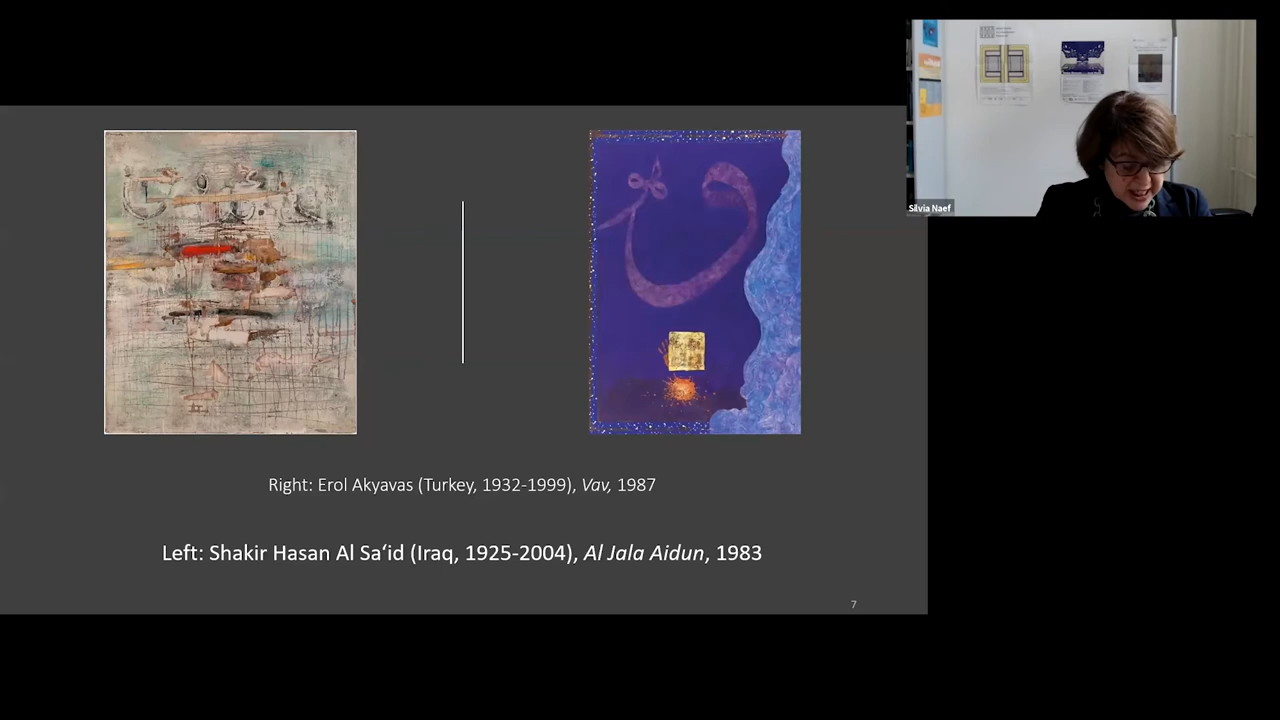 Silvia Naef
Right: Erol Akyavas (Turkey, 1932-1999), Vav, 1987
Left: Shakir Hasan Al Sa‘id (Iraq, 1925-2004), Al Jala Aidun, 1983
7